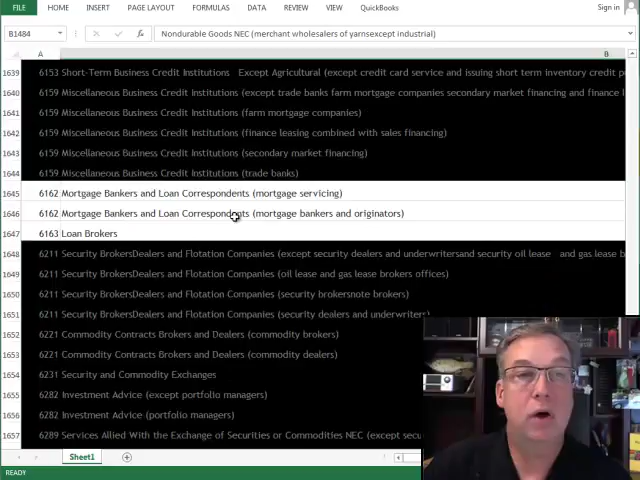 FILE HOME INSERT PAGE LAYOUT FORMULAS DATA REVIEW VIEW QuickBooks Sign in
B1484 fx Nondurable Goods NEC (merchant wholesalers of yarnsexcept industrial)
A B
1639 6153 Short-Term Business Credit Institutions Except Agricultural (except credit card service and issuing short term inventory credit
1640 6159 Miscellaneous Business Credit Institutions (except trade banks farm mortgage companies secondary market financing and finance
1641 6159 Miscellaneous Business Credit Institutions (farm mortgage companies)
1642 6159 Miscellaneous Business Credit Institutions (finance leasing combined with sales financing)
1643 6159 Miscellaneous Business Credit Institutions (secondary market financing)
1644 6159 Miscellaneous Business Credit Institutions (trade banks)
1645 6162 Mortgage Bankers and Loan Correspondents (mortgage servicing)
1646 6162 Mortgage Bankers and Loan Correspondents (mortgage bankers and originators)
1647 6163 Loan Brokers
1648 6211 Security BrokersDealers and Flotation Companies (except security dealers and underwritersand security oil lease and gas lease
1649 6211 Security BrokersDealers and Flotation Companies (oil lease and gas lease brokers offices)
1650 6211 Security BrokersDealers and Flotation Companies (security brokersnote brokers)
1651 6211 Security BrokersDealers and Flotation Companies (security dealers and underwriters)
1652 6221 Commodity Contracts Brokers and Dealers (commodity brokers)
1653 6221 Commodity Contracts Brokers and Dealers (commodity dealers)
1654 6231 Security and Commodity Exchanges
1655 6282 Investment Advice (except portfolio managers)
1656 6282 Investment Advice (portfolio managers)
1657 6289 Services Allied With the Exchange of Securities or Commodities NEC (except
Sheet1
READY